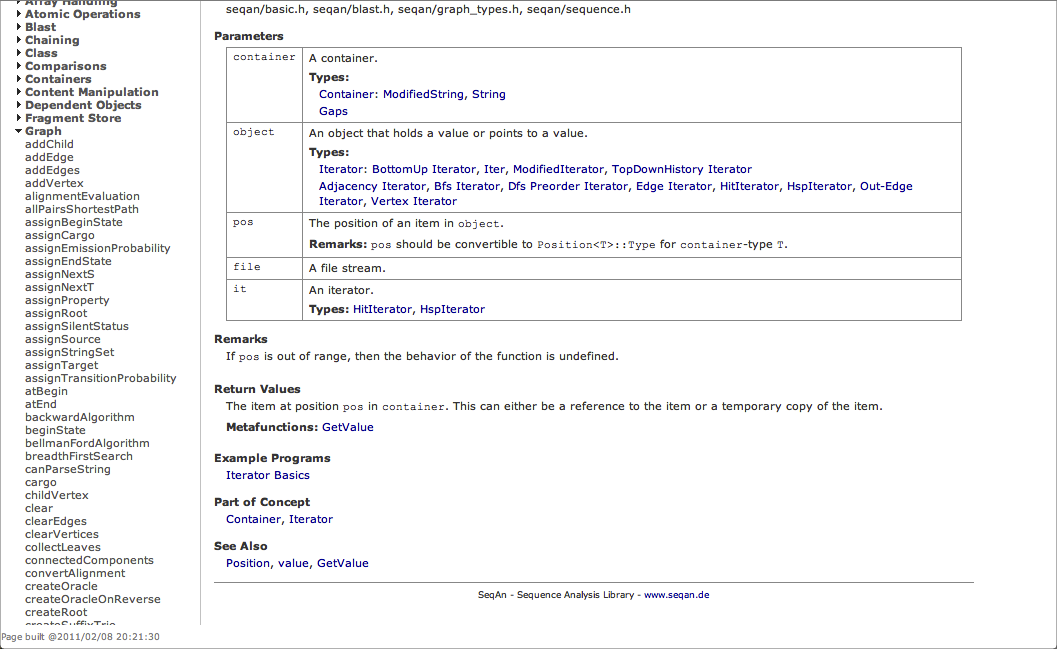 Array Handling
Atomic Operations
Blast
Chaining
Class
Comparisons
Containers
Content Manipulation
Dependent Objects
Fragment Store
Graph
addChild
addEdge
addEdges
addVertex
alignmentEvaluation
allPairsShortestPath
assignBeginState
assignCargo
assignEmissionProbability
assignEndState
assignNextS
assignNextT
assignProperty
assignRoot
assignSilentStatus
assignSource
assignStringSet
assignTarget
assignTransitionProbability
atBegin
atEnd
backwardAlgorithm
beginState
bellmanFordAlgorithm
breadthFirstSearch
canParseString
cargo
childVertex
clear
clearEdges
clearVertices
collectLeaves
connectedComponents
convertAlignment
createOracle
createOracleOnReverse
createRoot
createSuffixTrie
seqan/basic.h, seqan/blast.h, seqan/graph_types.h, seqan/sequence.h
Parameters
container A container.
Types:
Container: ModifiedString, String
Gaps
object An object that holds a value or points to a value.
Types:
Iterator: BottomUp Iterator, Iter, ModifiedIterator, TopDownHistory Iterator
Adjacency Iterator, Bfs Iterator, Dfs Preorder Iterator, Edge Iterator, HitIterator, HspIterator, Out-Edge
Iterator, Vertex Iterator
pos The position of an item in object.
Remarks: pos should be convertible to Position<T>::Type for container-type T.
file A file stream.
it An iterator.
Types: HitIterator, HspIterator
Remarks
If pos is out of range, then the behavior of the function is undefined.
Return Values
The item at position pos in container. This can either be a reference to the item or a temporary copy of the item.
Metafunctions: GetValue
Example Programs
Iterator Basics
Part of Concept
Container, Iterator
See Also
Position, value, GetValue
SeqAn - Sequence Analysis Library - www.seqan.de
Page built @2011/02/08 20:21:30